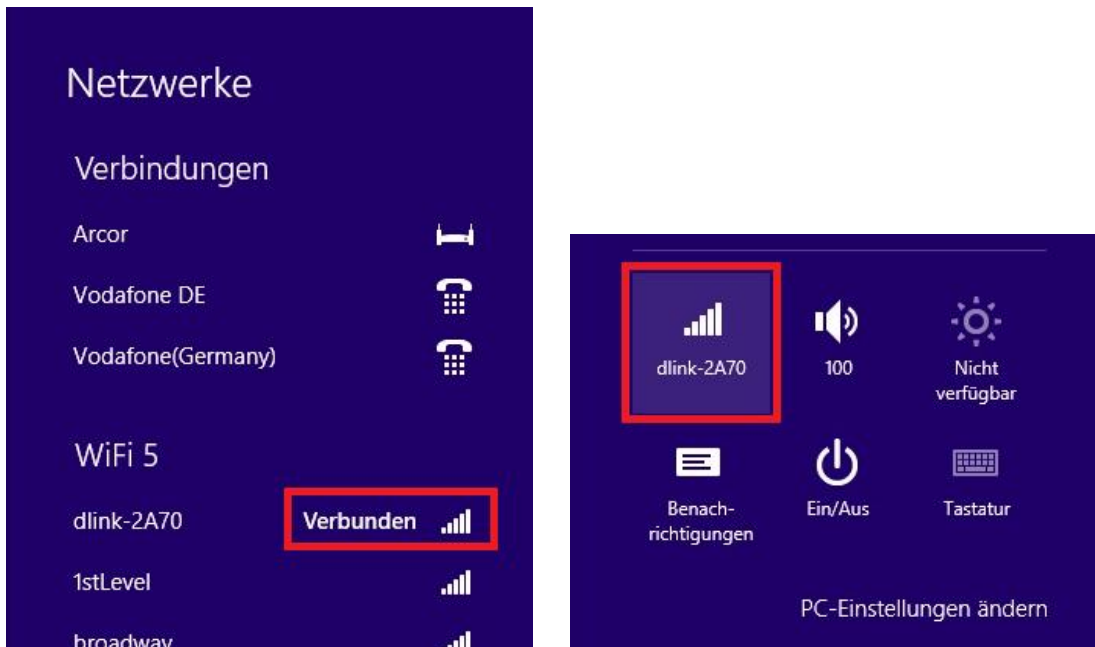 Netzwerke
Verbindungen
Arcor
Vodafone DE
Vodafone(Germany)
WiFi 5
dlink-2A70 Verbunden
1stLevel
broadway
dlink-2A70
100
Nicht
verfügbar
Benach-
richtigungen
Ein/Aus
Tastatur
PC-Einstellungen ändern